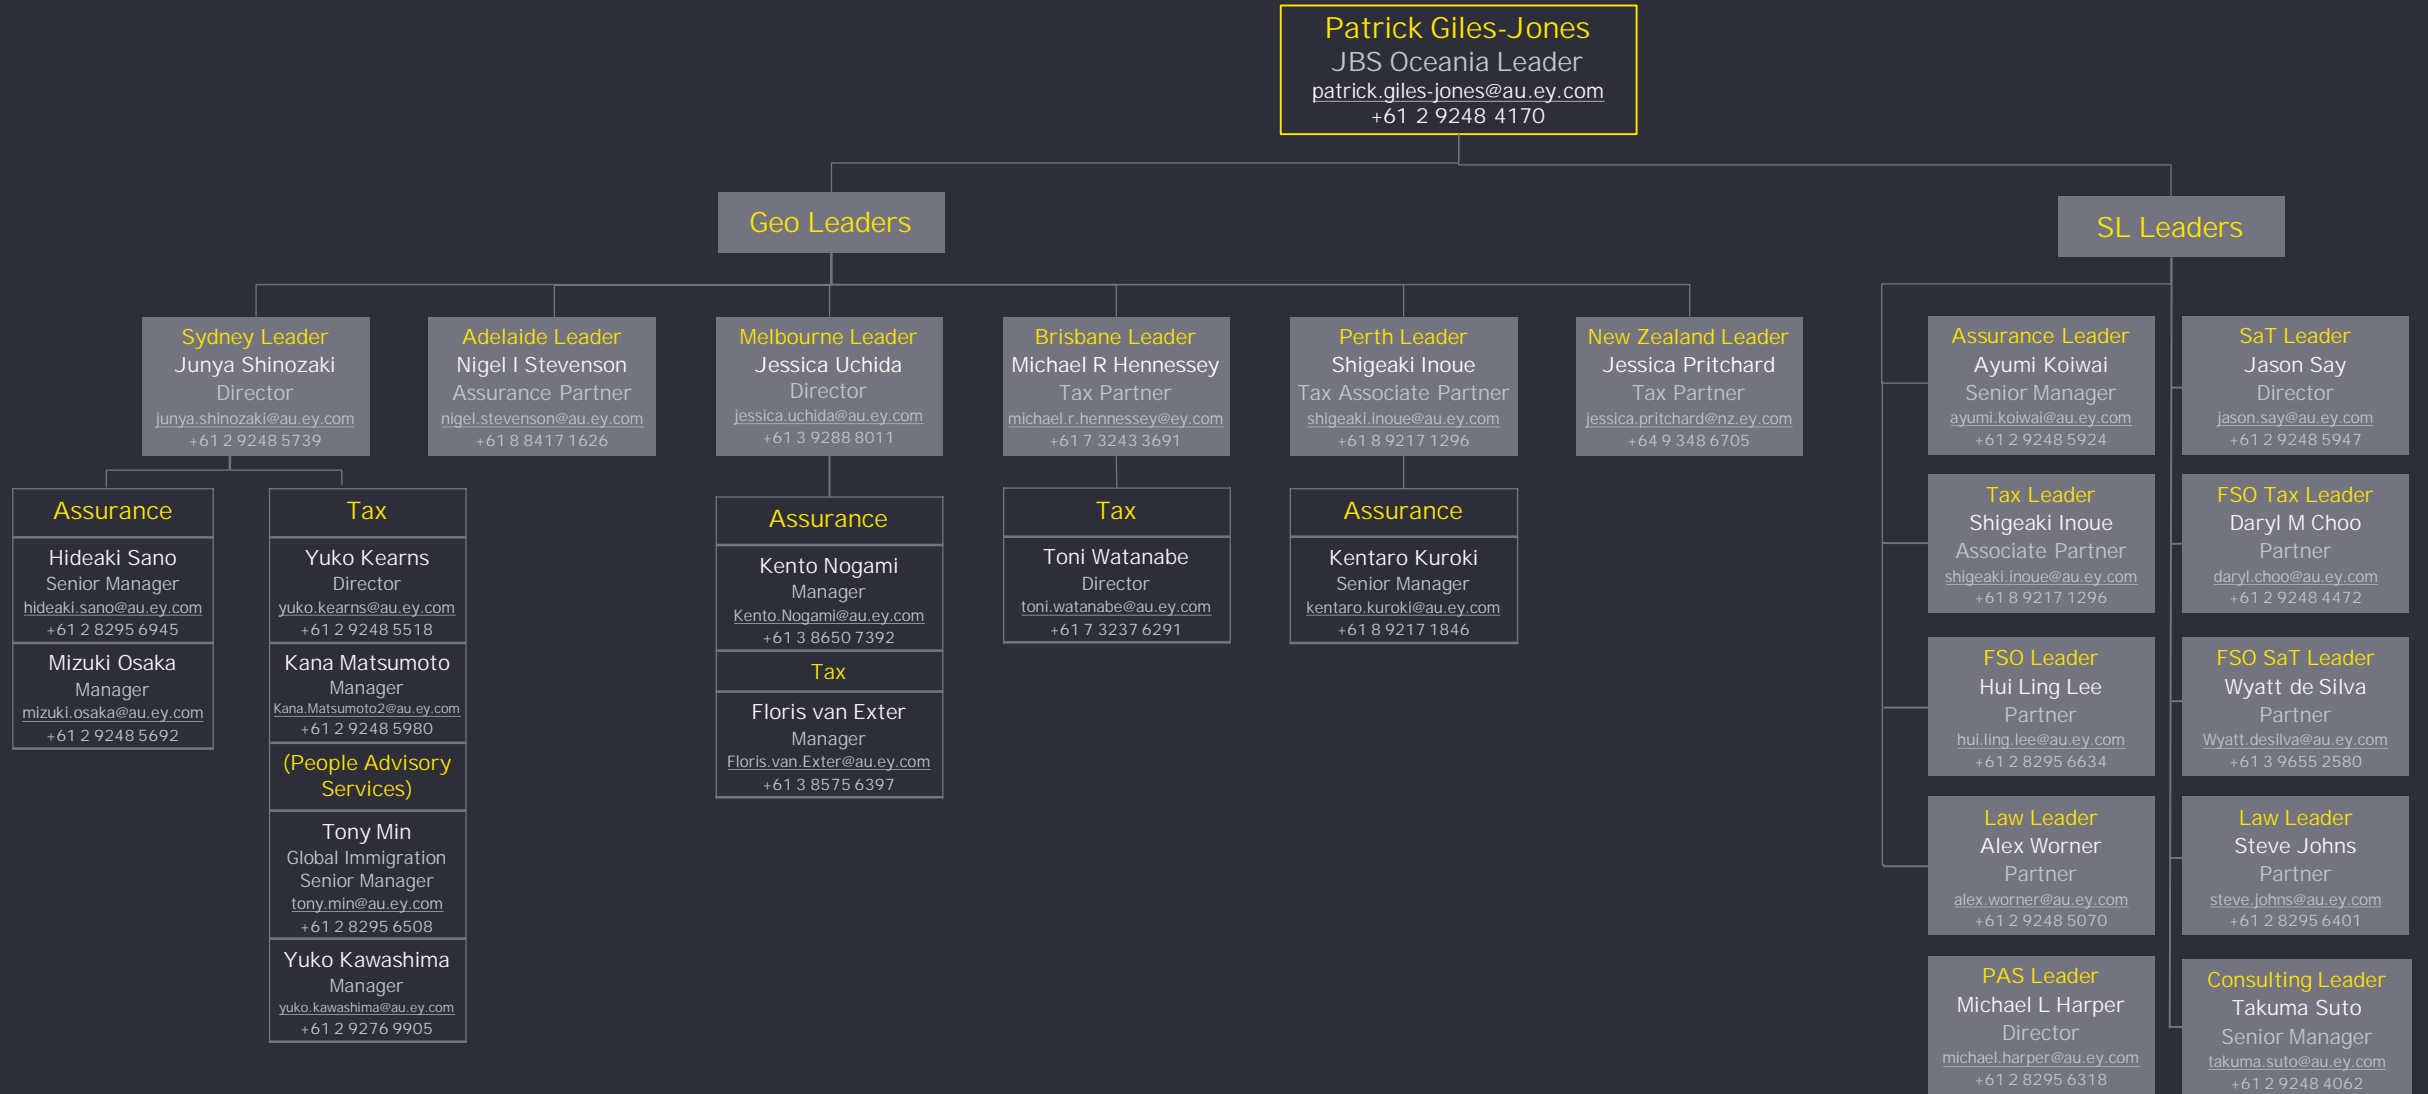 Patrick Giles-Jones
JBS Oceania Leader
patrick.giles-jones@au.ey.com
+61 2 9248 4170
Geo Leaders
Sydney Leader
Junya Shinozaki
Director
junya.shinozaki@au.ey.com
+61 2 9248 5739
Assurance
Hideaki Sano
Senior Manager
hideaki.sano@au.ey.com
+61 2 8295 6945
Mizuki Osaka
Manager
mizuki.osaka@au.ey.com
+61 2 9248 5692
Tax
Yuko Kearns
Director
yuko.kearns@au.ey.com
+61 2 9248 5518
Kana Matsumoto
Manager
Kana.Matsumoto2@au.ey.com
+61 2 9248 5980
(People Advisory
Services)
Tony Min
Global Immigration
Senior Manager
tony.min@au.ey.com
+61 2 8295 6508
Yuko Kawashima
Manager
yuko.kawashima@au.ey.com
+61 2 9276 9905
Adelaide Leader
Nigel I Stevenson
Assurance Partner
nigel.stevenson@au.ey.com
+61 8 8417 1626
Melbourne Leader
Jessica Uchida
Director
jessica.uchida@au.ey.com
+61 3 9288 8011
Assurance
Kento Nogami
Manager
Kento.Nogami@au.ey.com
+61 3 8650 7392
Tax
Floris van Exter
Manager
Floris.van.Exter@au.ey.com
+61 3 8575 6397
Brisbane Leader
Michael R Hennessey
Tax Partner
michael.r.hennessey@ey.com
+61 7 3243 3691
Tax
Toni Watanabe
Director
toni.watanabe@au.ey.com
+61 7 3237 6291
Perth Leader
Shigeaki Inoue
Tax Associate Partner
shigeaki.inoue@au.ey.com
+61 8 9217 1296
Assurance
Kentaro Kuroki
Senior Manager
kentaro.kuroki@au.ey.com
+61 8 9217 1846
New Zealand Leader
Jessica Pritchard
Tax Partner
jessica.pritchard@nz.ey.com
+64 9 348 6705
SL Leaders
Assurance Leader
Ayumi Koiwai
Senior Manager
ayumi.koiwai@au.ey.com
+61 2 9248 5924
SaT Leader
Jason Say
Director
jason.say@au.ey.com
+61 2 9248 5947
Tax Leader
Shigeaki Inoue
Associate Partner
shigeaki.inoue@au.ey.com
+61 8 9217 1296
FSO Tax Leader
Daryl M Choo
Partner
daryl.choo@au.ey.com
+61 2 9248 4472
FSO Leader
Hui Ling Lee
Partner
hui.ling.lee@au.ey.com
+61 2 8295 6634
FSO SaT Leader
Wyatt de Silva
Partner
Wyatt.desilva@au.ey.com
+61 3 9655 2580
Law Leader
Alex Worner
Partner
alex.worner@au.ey.com
+61 2 9248 5070
Law Leader
Steve Johns
Partner
steve.johns@au.ey.com
+61 2 8295 6401
PAS Leader
Michael L Harper
Director
michael.harper@au.ey.com
+61 2 8295 6318
Consulting Leader
Takuma Suto
Senior Manager
takuma.suto@au.ey.com
+61 2 9248 4062